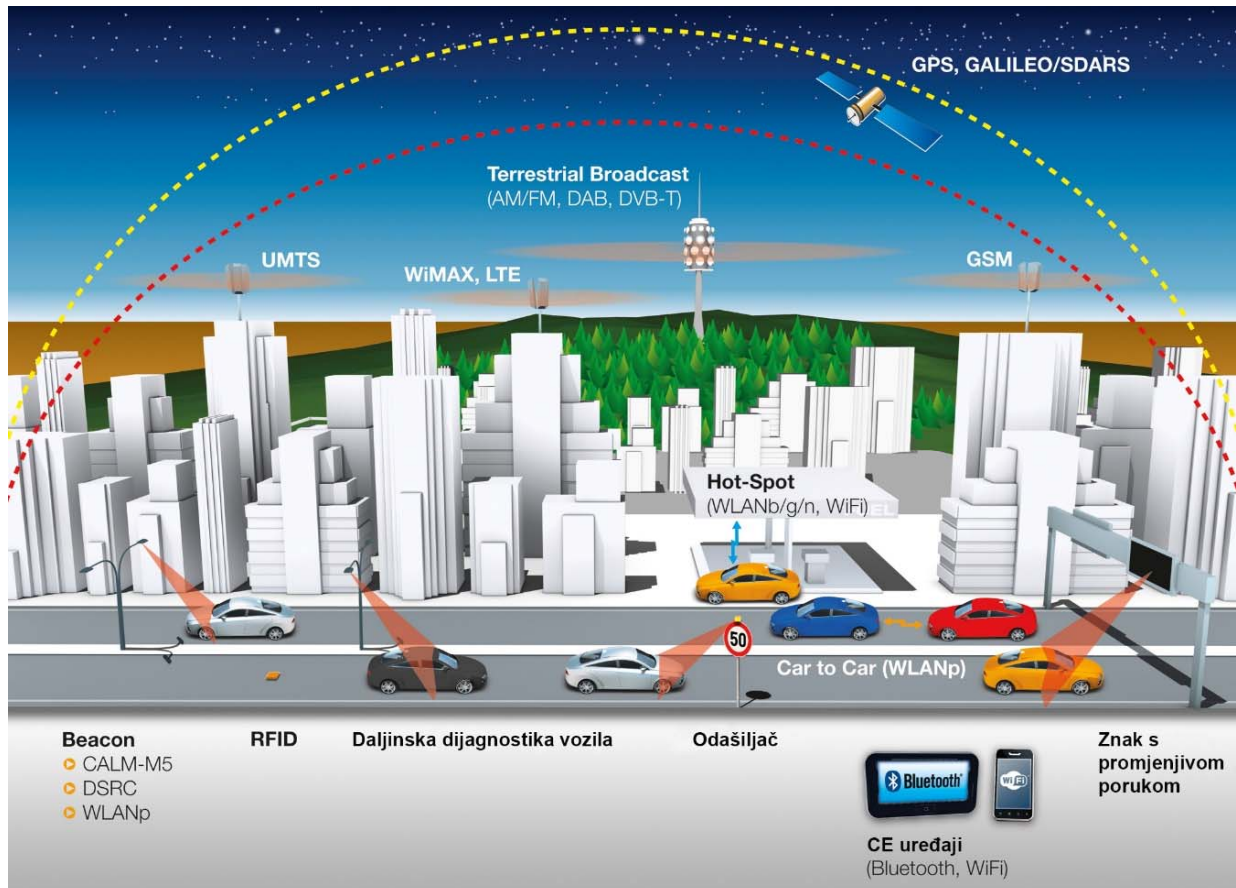 GPS, GALILEO/SDARS
Terrestrial Broadcast
(AM/FM, DAB, DVB-T)
UMTS
WiMAX, LTE
GSM
Hot-Spot
(WLANb/g/n, WiFi)
EL
50
Car to Car (WLANp)
Beacon
CALM-M5
DSRC
WLANp
RFID
Daljinska dijagnostika vozila
Odašiljač
Znak s
promjenjivom
porukom
Bluetooth®
WiFi
CE uređaji
(Bluetooth, WiFi)